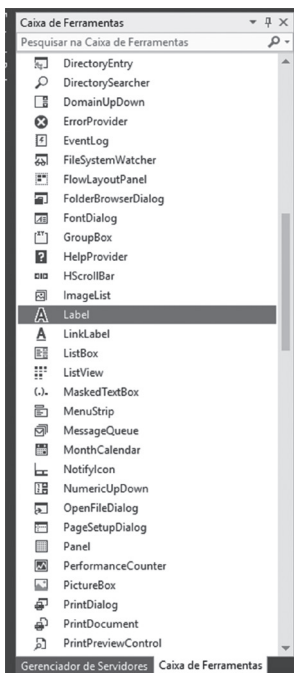 Caixa de Ferramentas
Pesquisar na Caixa de Ferramentas
DirectoryEntry
DirectorySearcher
DomainUpDown
ErrorProvider
EventLog
FileSystemWatcher
FlowLayoutPanel
FolderBrowserDialog
FontDialog
GroupBox
HelpProvider
HScrollBar
ImageList
Label
LinkLabel
ListBox
ListView
MaskedTextBox
MenuStrip
MessageQueue
MonthCalendar
NotifyIcon
NumericUpDown
OpenFileDialog
PageSetupDialog
Panel
PerformanceCounter
PictureBox
PrintDialog
PrintDocument
PrintPreviewControl
Gerenciador de Servidores Caixa de Ferramentas